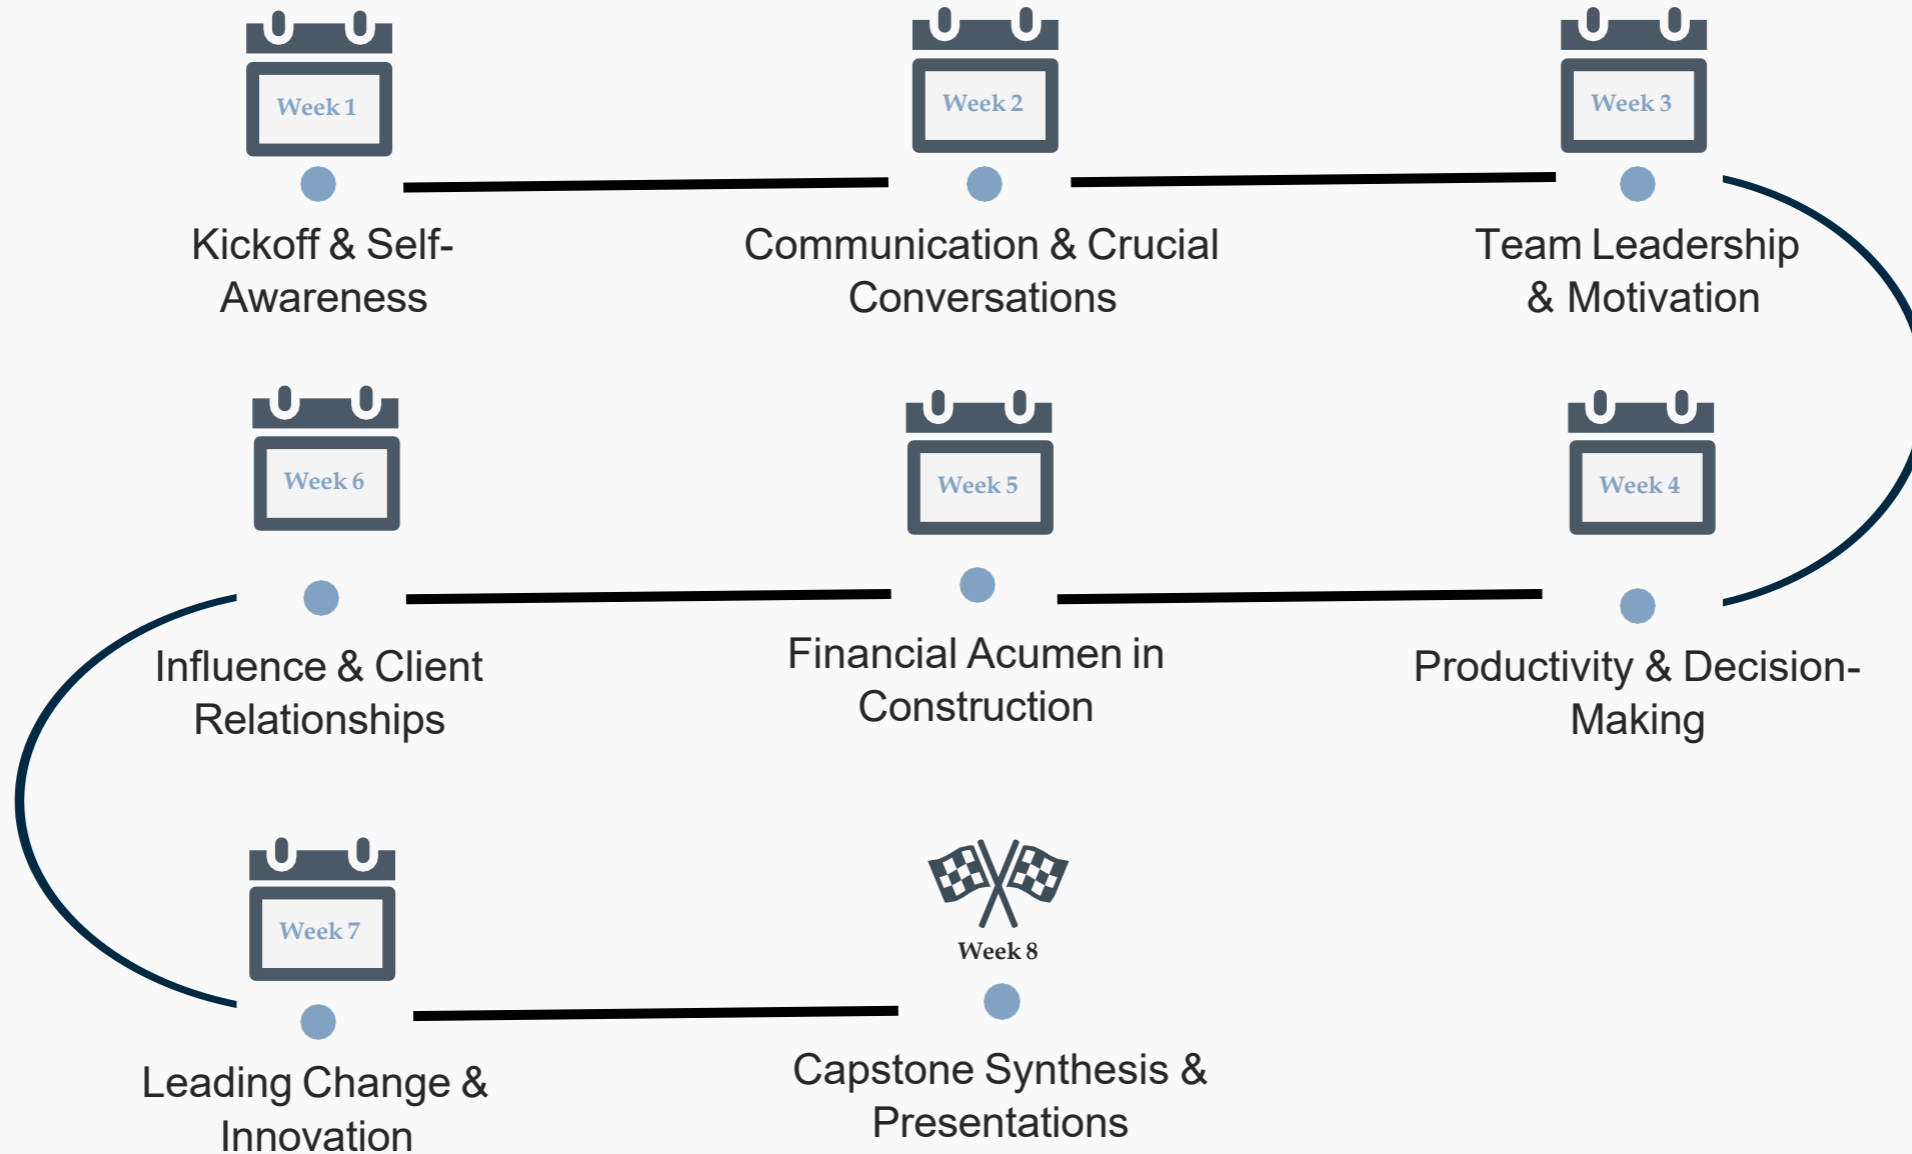 Week 1
Kickoff & Self-
Awareness
Week 2
Communication & Crucial
Conversations
Week 3
Team Leadership
& Motivation
Week 4
Productivity & Decision-
Making
Week 5
Financial Acumen in
Construction
Week 6
Influence & Client
Relationships
Week 7
Leading Change &
Innovation
Week 8
Capstone Synthesis &
Presentations